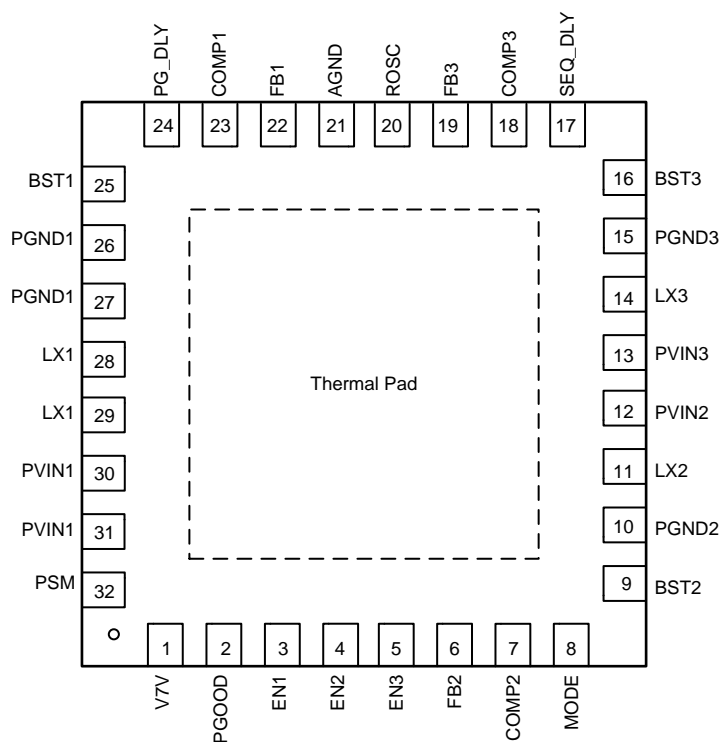 PG_DLY
COMP1
FB1
AGND
ROSC
FB3
COMP3
SEQ_DLY
24
23
22
21
20
19
18
17
BST1
25
16
BST3
PGND1
26
15
PGND3
PGND1
27
14
LX3
LX1
28
13
PVIN3
Thermal Pad
LX1
29
12
PVIN2
PVIN1
30
11
LX2
PVIN1
31
10
PGND2
PSM
32
9
BST2
1
2
3
4
5
6
7
8
V7V
PGOOD
EN1
EN2
EN3
FB2
COMP2
MODE